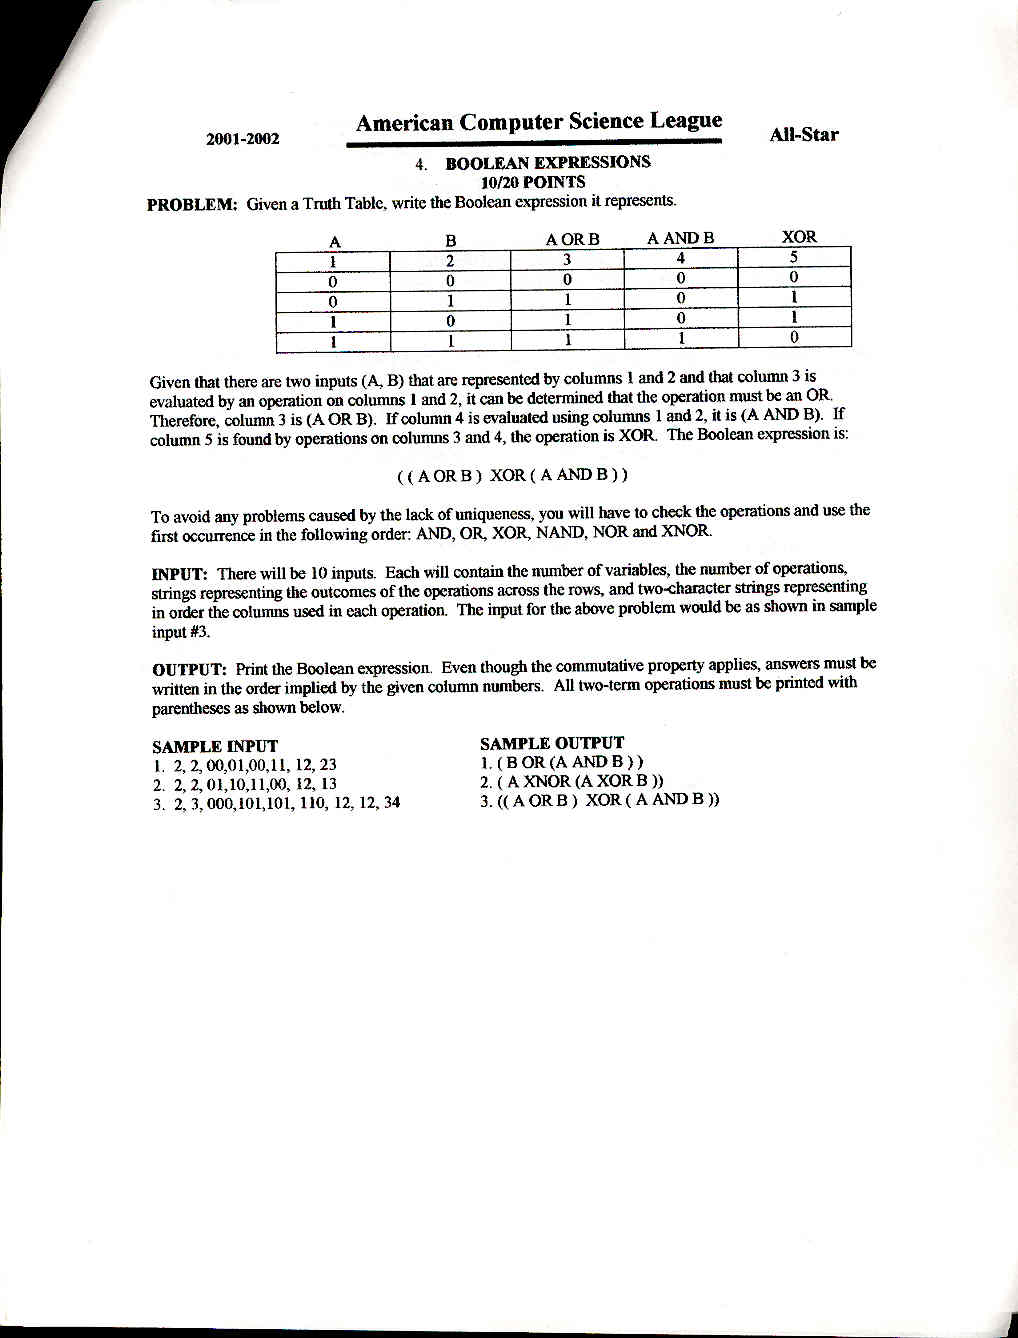 American Computer Science League
2001-2002
All-Star
4. BOOLEAN EXPRESSIONS
10/20 POINTS
PROBLEM: Given a Truth Table, write the Boolean expression it represents.
A B A OR B A AND B XOR
1 2 3 4 5
0 0 0 0 0
0 1 1 0 1
1 0 1 0 1
1 1 1 1 0
Given that there are two inputs (A, B) that are represented by columns 1 and 2 and that column 3 is
evaluated by an operation on columns 1 and 2, it can be determined that the operation must be an OR.
Therefore, column 3 is (A OR B). If column 4 is evaluated using columns 1 and 2, it is (A AND B). If
column 5 is found by operations on columns 3 and 4, the operation is XOR. The Boolean expression is:
( ( A OR B ) XOR ( A AND B ) )
To avoid any problems caused by the lack of uniqueness, you will have to check the operations and use the
first occurrence in the following order: AND, OR, XOR, NAND, NOR and XNOR.
INPUT: There will be 10 inputs. Each will contain the number of variables, the number of operations,
strings representing the outcomes of the operations across the rows, and two-character strings representing
in order the columns used in each operation. The input for the above problem would be as shown in sample
input #3.
OUTPUT: Print the Boolean expression. Even though the commutative property applies, answers must be
written in the order implied by the given column numbers. All two-term operations must be printed with
parentheses as shown below.
SAMPLE INPUT
1. 2, 2, 00,01,00,11, 12, 23
2. 2, 2, 01,10,11,00, 12, 13
3. 2, 3, 000,101,101, 110, 12, 12, 34
SAMPLE OUTPUT
1. ( B OR (A AND B ) )
2. ( A XNOR (A XOR B ))
3. (( A OR B ) XOR ( A AND B ))